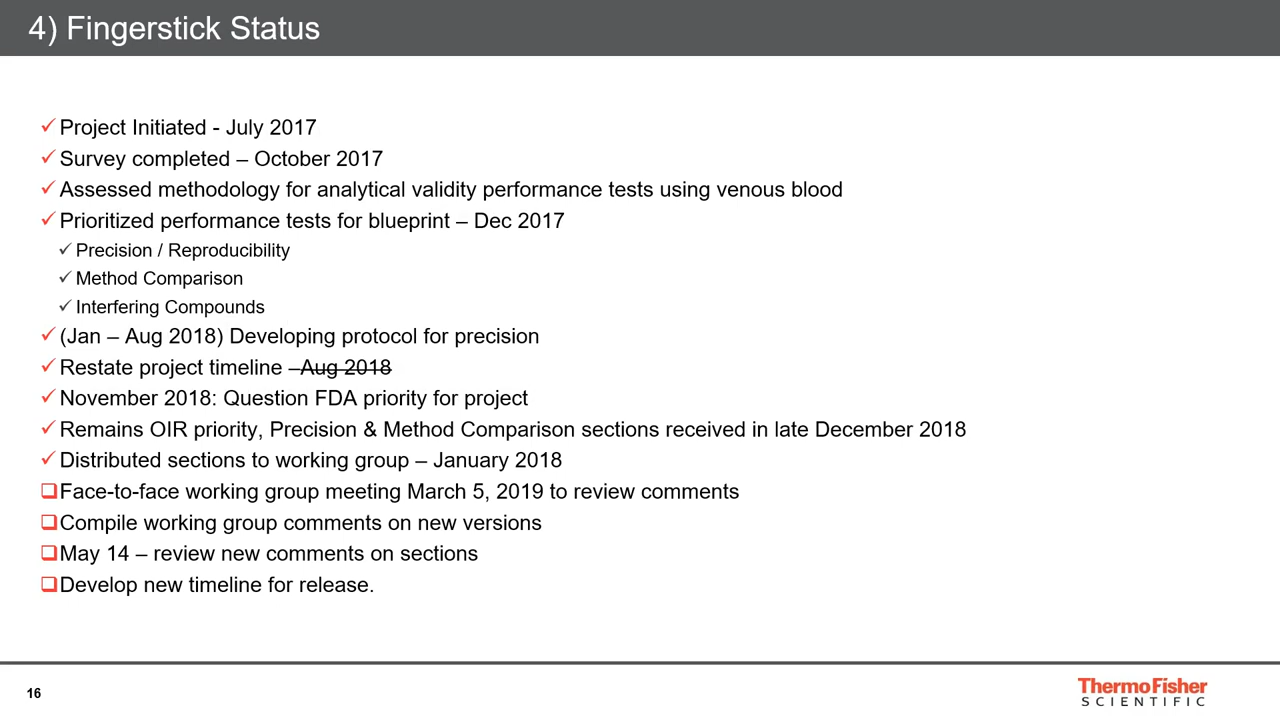 4) Fingerstick Status
Project Initiated - July 2017
Survey completed – October 2017
Assessed methodology for analytical validity performance tests using venous blood
Prioritized performance tests for blueprint – Dec 2017
Precision / Reproducibility
Method Comparison
Interfering Compounds
(Jan – Aug 2018) Developing protocol for precision
Restate project timeline –Aug 2018
November 2018: Question FDA priority for project
Remains OIR priority, Precision & Method Comparison sections received in late December 2018
Distributed sections to working group – January 2018
Face-to-face working group meeting March 5, 2019 to review comments
Compile working group comments on new versions
May 14 – review new comments on sections
Develop new timeline for release.
16
ThermoFisher
SCIENTIFIC